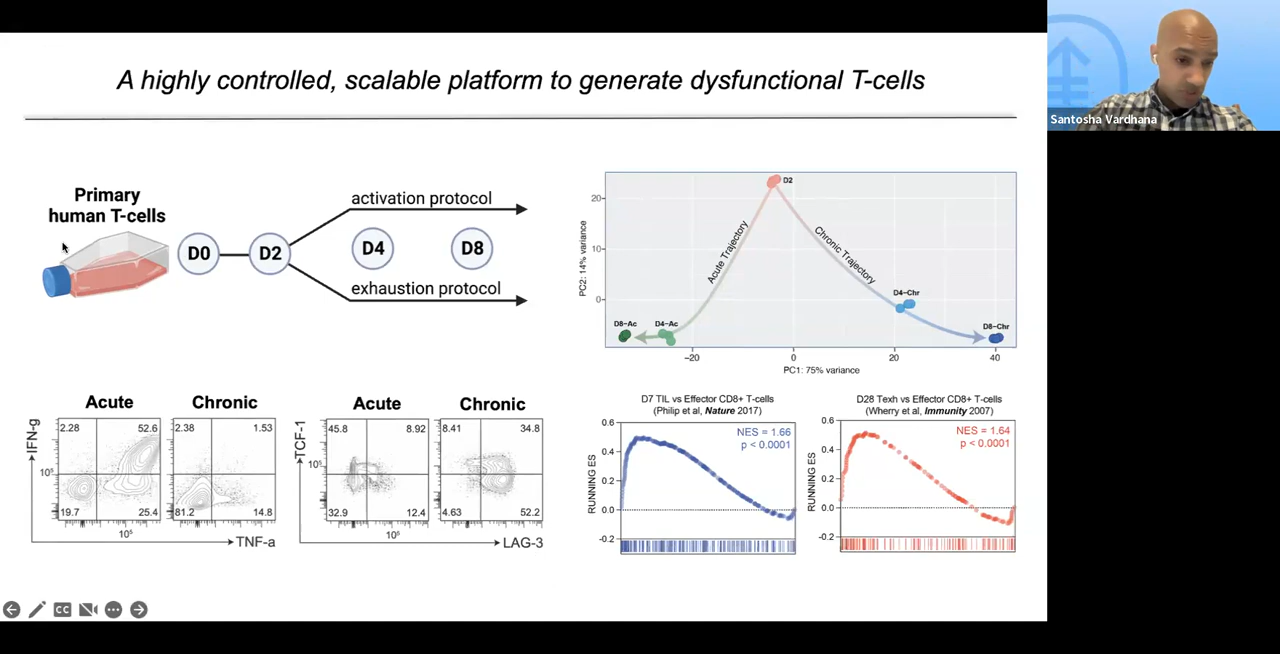 A highly controlled, scalable platform to generate dysfunctional T-cells
Santosha Vardhana
Primary
human T-cells
D0
D2
activation protocol
D4
D8
exhaustion protocol
PC2: 14% variance
20
10
0
D2
Acute Trajectory
Chronic Trajectory
D8-Ac
D4-Ac
D4-Chr
D8-Chr
-20
0
20
40
PC1: 75% variance
Acute
Chronic
IFN-g
2.28
52.6
2.38
1.53
10⁵
19.7
25.4
81.2
14.8
10⁵
TNF-a
Acute
Chronic
TCF-1
45.8
8.92
8.41
34.8
10⁵
32.9
12.4
4.63
52.2
10⁵
LAG-3
D7 TIL vs Effector CD8+ T-cells
(Philip et al, Nature 2017)
NES = 1.66
p < 0.0001
RUNNING ES
0.6
0.4
0.2
0.0
-0.2
D28 Texh vs Effector CD8+ T-cells
(Wherry et al, Immunity 2007)
NES = 1.64
p < 0.0001
RUNNING ES
0.6
0.4
0.2
0.0
-0.2
CC